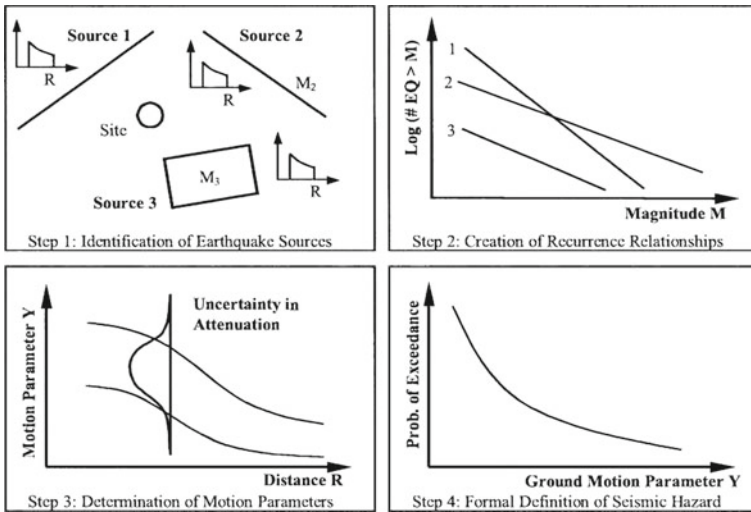 Source 1
R
Source 2
R
M2
Site
M3
R
Source 3
Step 1: Identification of Earthquake Sources
Log (# EQ > M)
1
2
3
Magnitude M
Step 2: Creation of Recurrence Relationships
Motion Parameter Y
Uncertainty in
Attenuation
Distance R
Step 3: Determination of Motion Parameters
Prob. of Exceedance
Ground Motion Parameter Y
Step 4: Formal Definition of Seismic Hazard